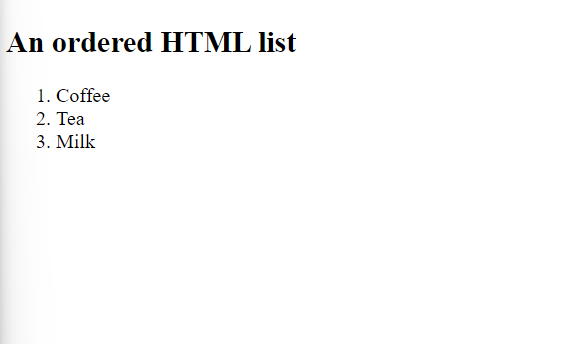 An ordered HTML list
1. Coffee
2. Tea
3. Milk